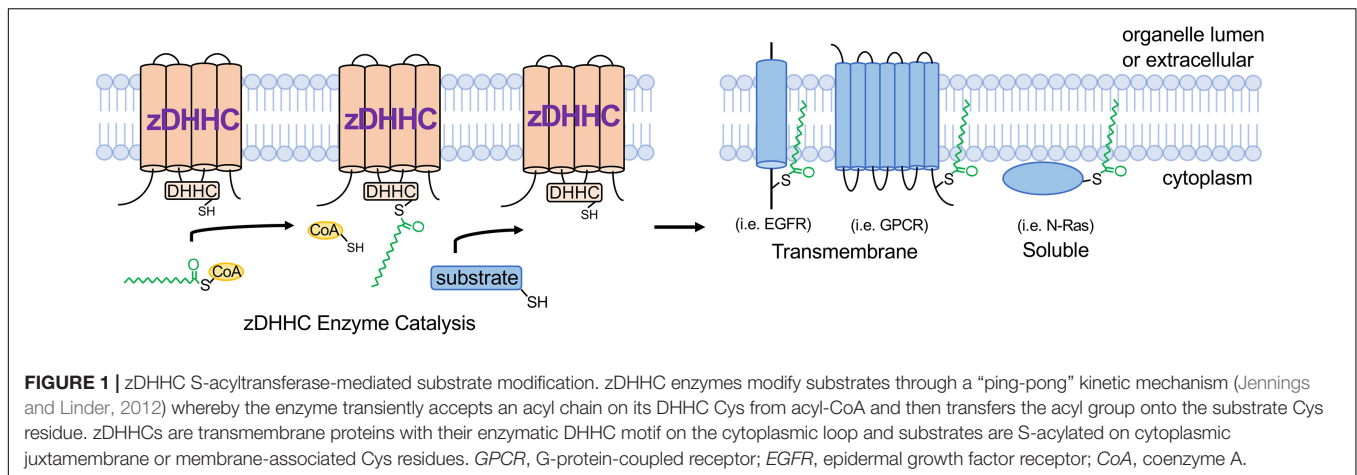 organelle lumen
or extracellular
zDHHC
zDHHC
zDHHC
DHHC
SH
DHHC
S
O
DHHC
SH
S
O
S
O
S
O
cytoplasm
CoA
SH
O
S
CoA
substrate
SH
(i.e. EGFR)
(i.e. GPCR)
(i.e. N-Ras)
Transmembrane
Soluble
zDHHC Enzyme Catalysis
FIGURE 1 | zDHHC S-acyltransferase-mediated substrate modification. zDHHC enzymes modify substrates through a “ping-pong” kinetic mechanism (Jennings
and Linder, 2012) whereby the enzyme transiently accepts an acyl chain on its DHHC Cys from acyl-CoA and then transfers the acyl group onto the substrate Cys
residue. zDHHCs are transmembrane proteins with their enzymatic DHHC motif on the cytoplasmic loop and substrates are S-acylated on cytoplasmic
juxtamembrane or membrane-associated Cys residues. GPCR, G-protein-coupled receptor; EGFR, epidermal growth factor receptor; CoA, coenzyme A.